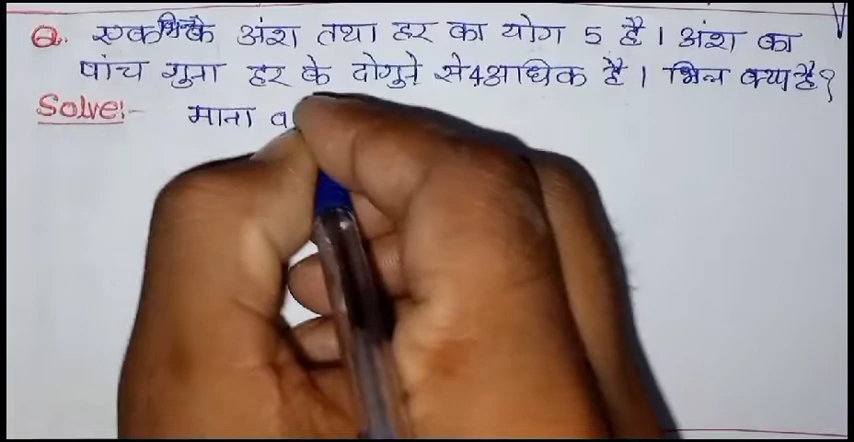 Q. एक भिन्न के अंश तथा हर का योग 5 है। अंश का
पांच गुना हर के दोगुने से 4 अधिक है। भिन्न क्या है?
Solve:- माना